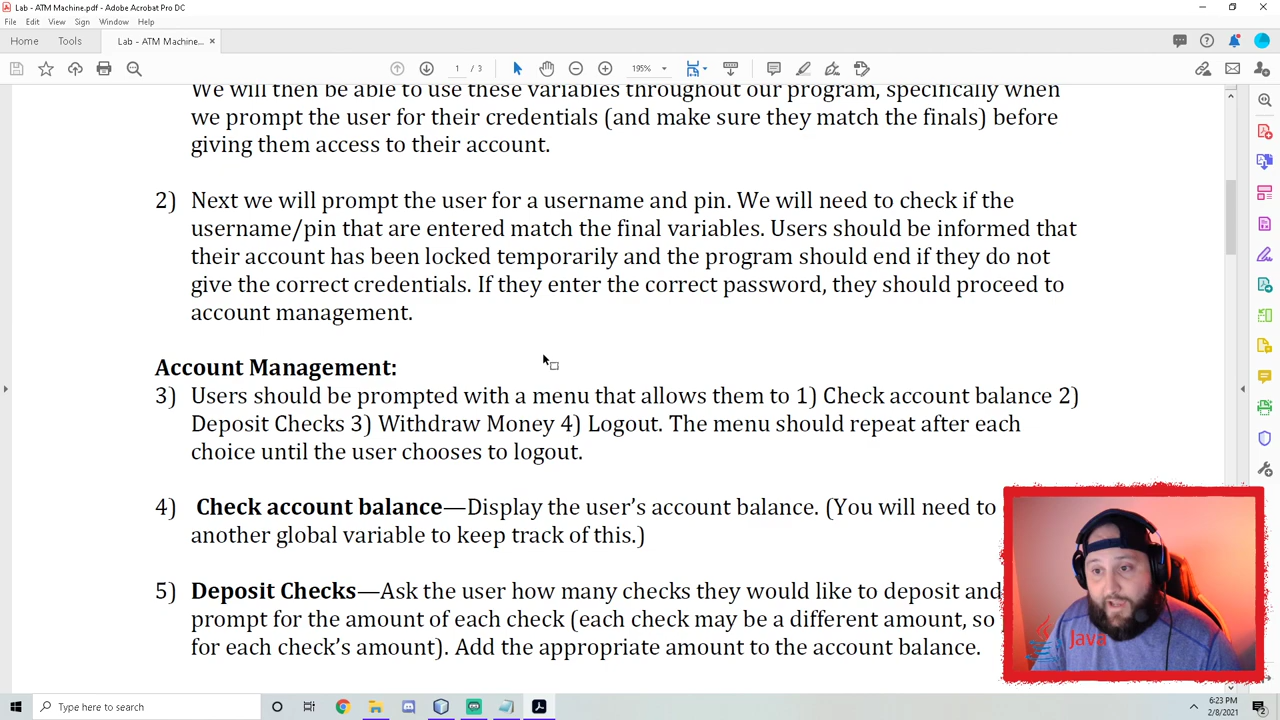 Lab - ATM Machine.pdf - Adobe Acrobat Pro DC
File Edit View Sign Window Help
Home Tools Lab - ATM Machine... ×
1 / 3 195%
We will then be able to use these variables throughout our program, specifically when
we prompt the user for their credentials (and make sure they match the finals) before
giving them access to their account.
2) Next we will prompt the user for a username and pin. We will need to check if the
username/pin that are entered match the final variables. Users should be informed that
their account has been locked temporarily and the program should end if they do not
give the correct credentials. If they enter the correct password, they should proceed to
account management.
Account Management:
3) Users should be prompted with a menu that allows them to 1) Check account balance 2)
Deposit Checks 3) Withdraw Money 4) Logout. The menu should repeat after each
choice until the user chooses to logout.
4) Check account balance—Display the user's account balance. (You will need to
another global variable to keep track of this.)
5) Deposit Checks—Ask the user how many checks they would like to deposit and
prompt for the amount of each check (each check may be a different amount, so
for each check's amount). Add the appropriate amount to the account balance.
Java
Type here to search
6:23 PM
2/8/2021
2